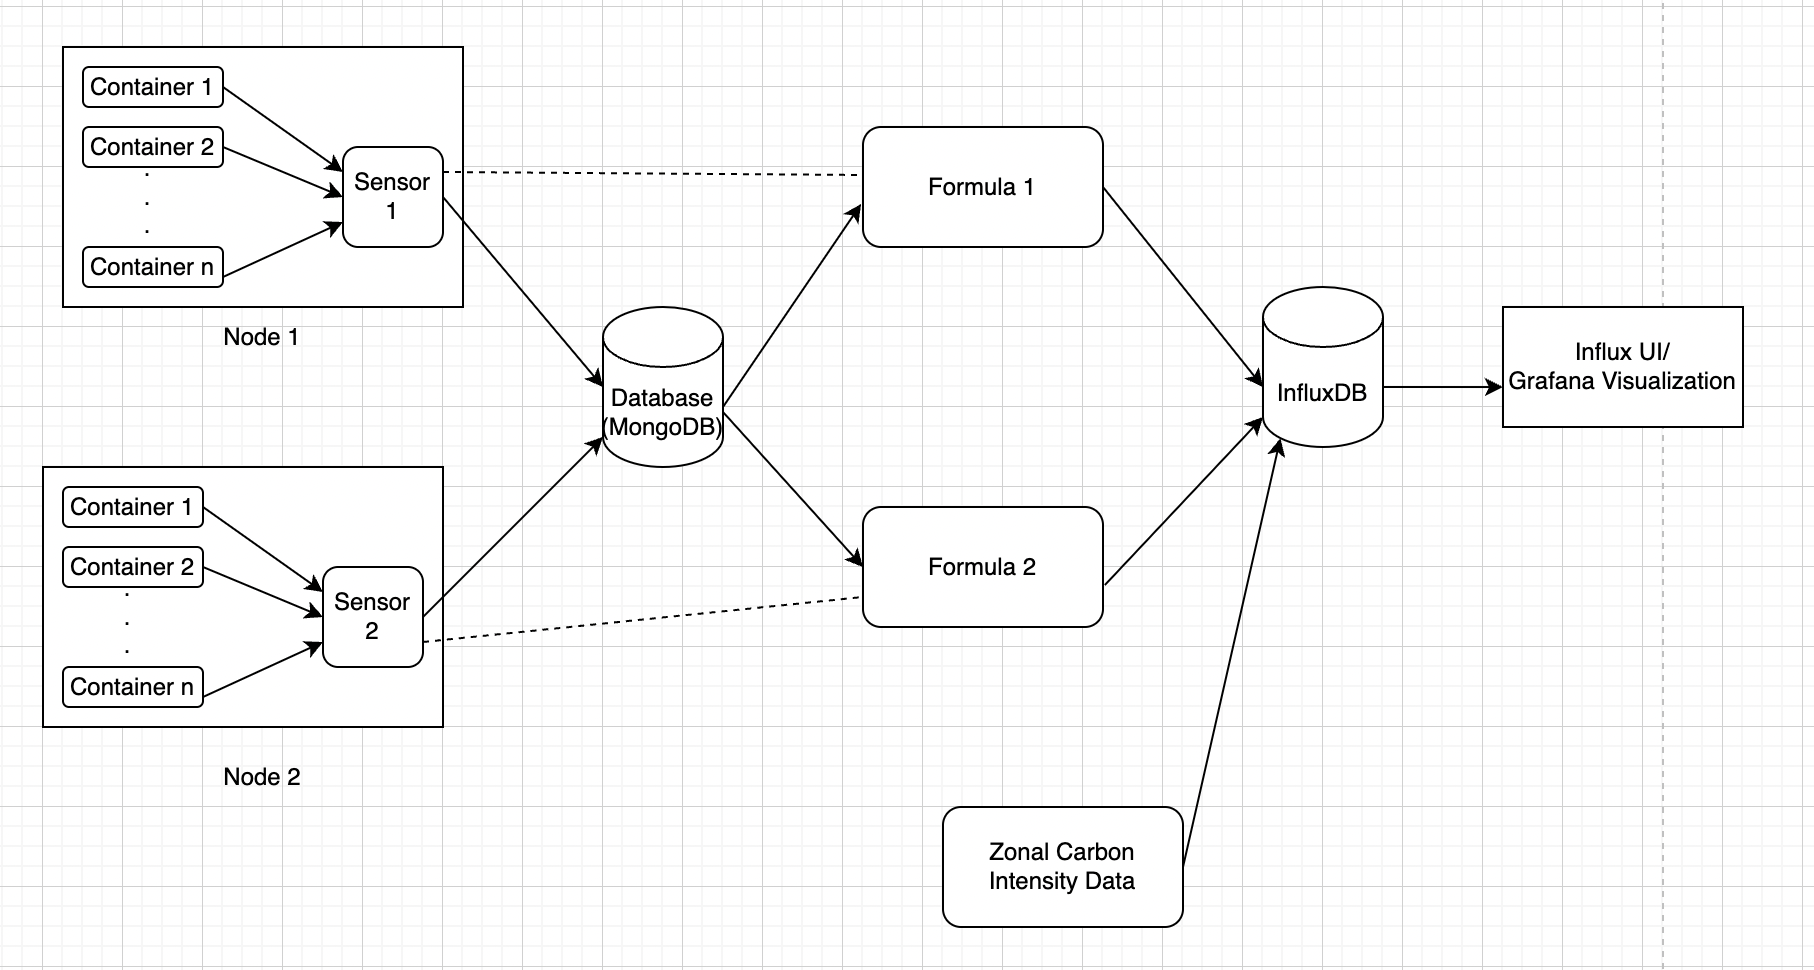 Container 1
Container 2
.
.
.
Container n
Sensor
1
Node 1
Container 1
Container 2
.
.
.
Container n
Sensor
2
Node 2
Database
(MongoDB)
Formula 1
Formula 2
Zonal Carbon
Intensity Data
InfluxDB
Influx UI/
Grafana Visualization